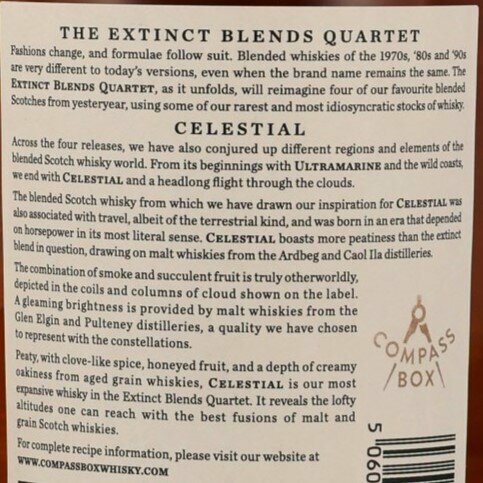 THE EXTINCT BLENDS QUARTET
Fashions change, and formulae follow suit. Blended whiskies of the 1970s, '80s and '90s
are very different to today's versions, even when the brand name remains the same. The
EXTINCT BLENDS QUARTET, as it unfolds, will reimagine four of our favourite blended
Scotches from yesteryear, using some of our rarest and most idiosyncratic stocks of whisky.
CELESTIAL
Across the four releases, we have also conjured up different regions and elements of the
blended Scotch whisky world. From its beginnings with ULTRAMARINE and the wild coasts,
we end with CELESTIAL and a headlong flight through the clouds.
The blended Scotch whisky from which we have drawn our inspiration for CELESTIAL was
also associated with travel, albeit of the terrestrial kind, and was born in an era that depended
on horsepower in its most literal sense. CELESTIAL boasts more peatiness than the extinct
blend in question, drawing on malt whiskies from the Ardbeg and Caol Ila distilleries.
The combination of smoke and succulent fruit is truly otherworldly,
depicted in the coils and columns of cloud shown on the label.
A gleaming brightness is provided by malt whiskies from the
Glen Elgin and Pulteney distilleries, a quality we have chosen
to represent with the constellations.
Peaty, with clove-like spice, honeyed fruit, and a depth of creamy
oakiness from aged grain whiskies, CELESTIAL is our most
expansive whisky in the Extinct Blends Quartet. It reveals the lofty
altitudes one can reach with the best fusions of malt and
grain Scotch whiskies.
For complete recipe information, please visit our website at
WWW.COMPASSBOXWHISKY.COM
COMPASS
BOX
5 060